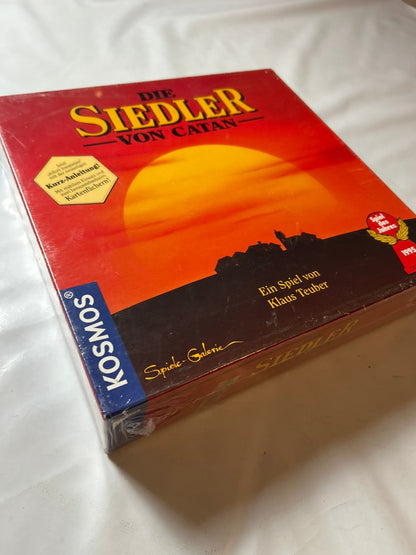 DIE
SIEDLER
VON CATAN
Kurz-Anleitung!
Kartenfächern!
Spiel des
Jahres
1995
Ein Spiel von
Klaus Teuber
KOSMOS®
Spiele-Galerie
DIE SIEDLER